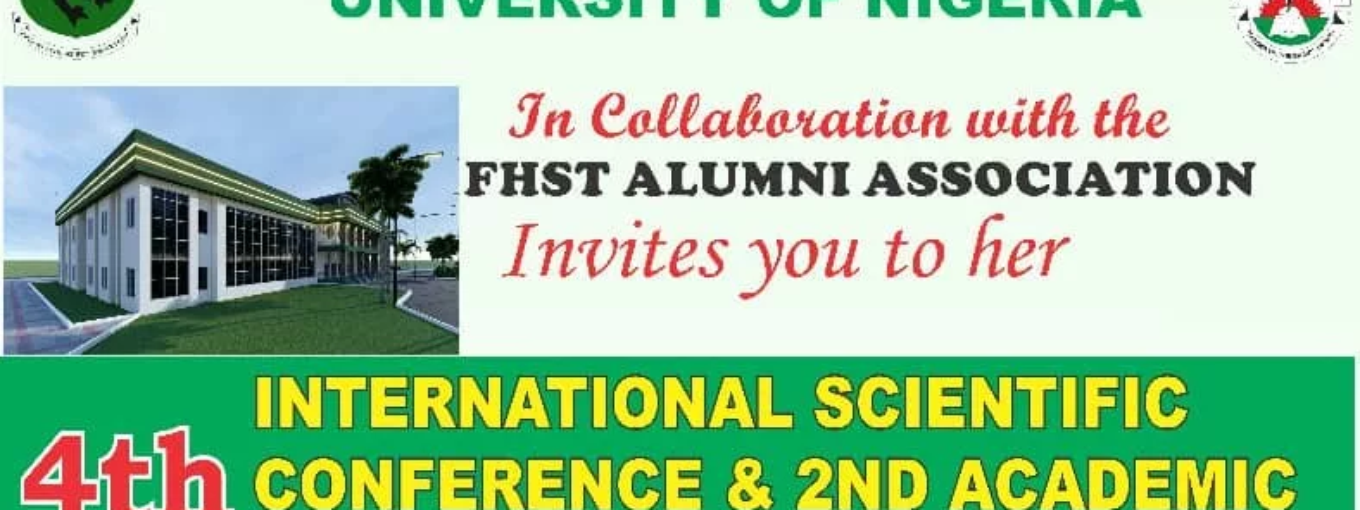 UNIVERSITY OF NIGERIA
In Collaboration with the
FHST ALUMNI ASSOCIATION
Invites you to her
4th
INTERNATIONAL SCIENTIFIC
CONFERENCE & 2ND ACADEMIC